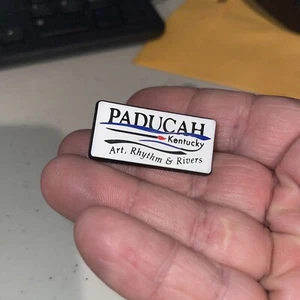 PADUCAH
Kentucky
Art, Rhythm & Rivers